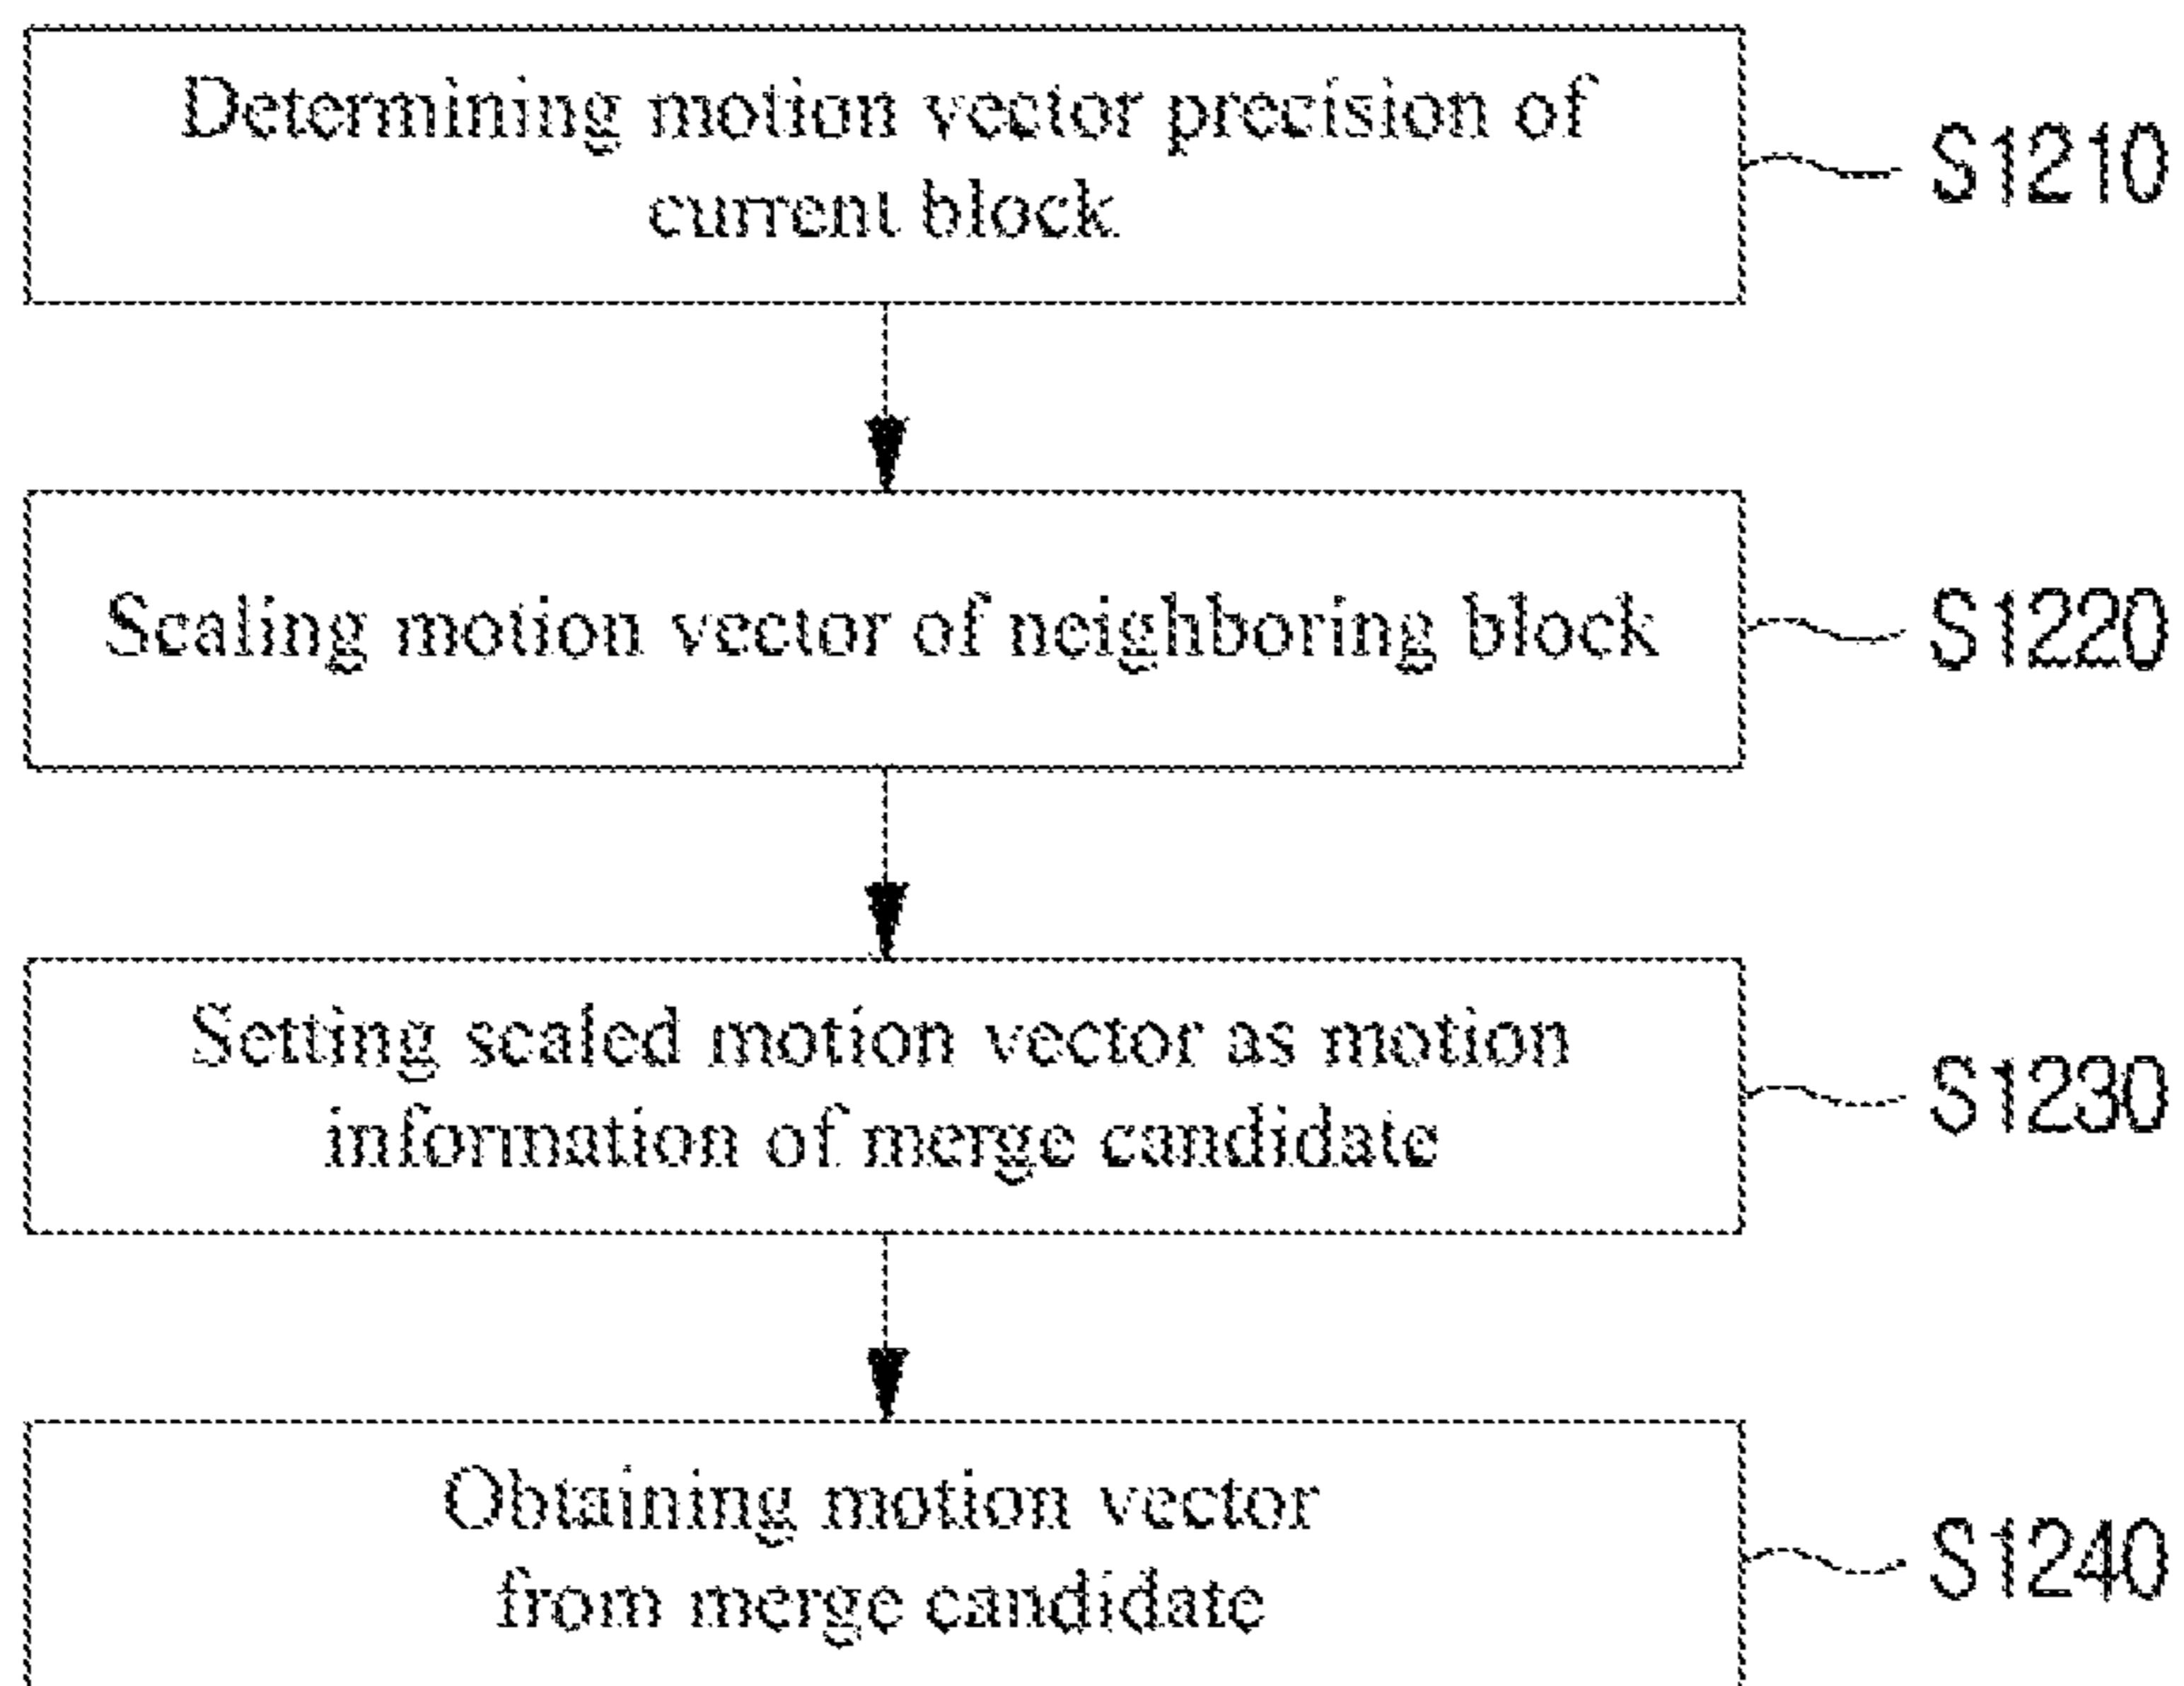 Determining motion vector precision of
current block
S1210
Scaling motion vector of neighboring block
S1220
Setting scaled motion vector as motion
information of merge candidate
S1230
Obtaining motion vector
from merge candidate
S1240